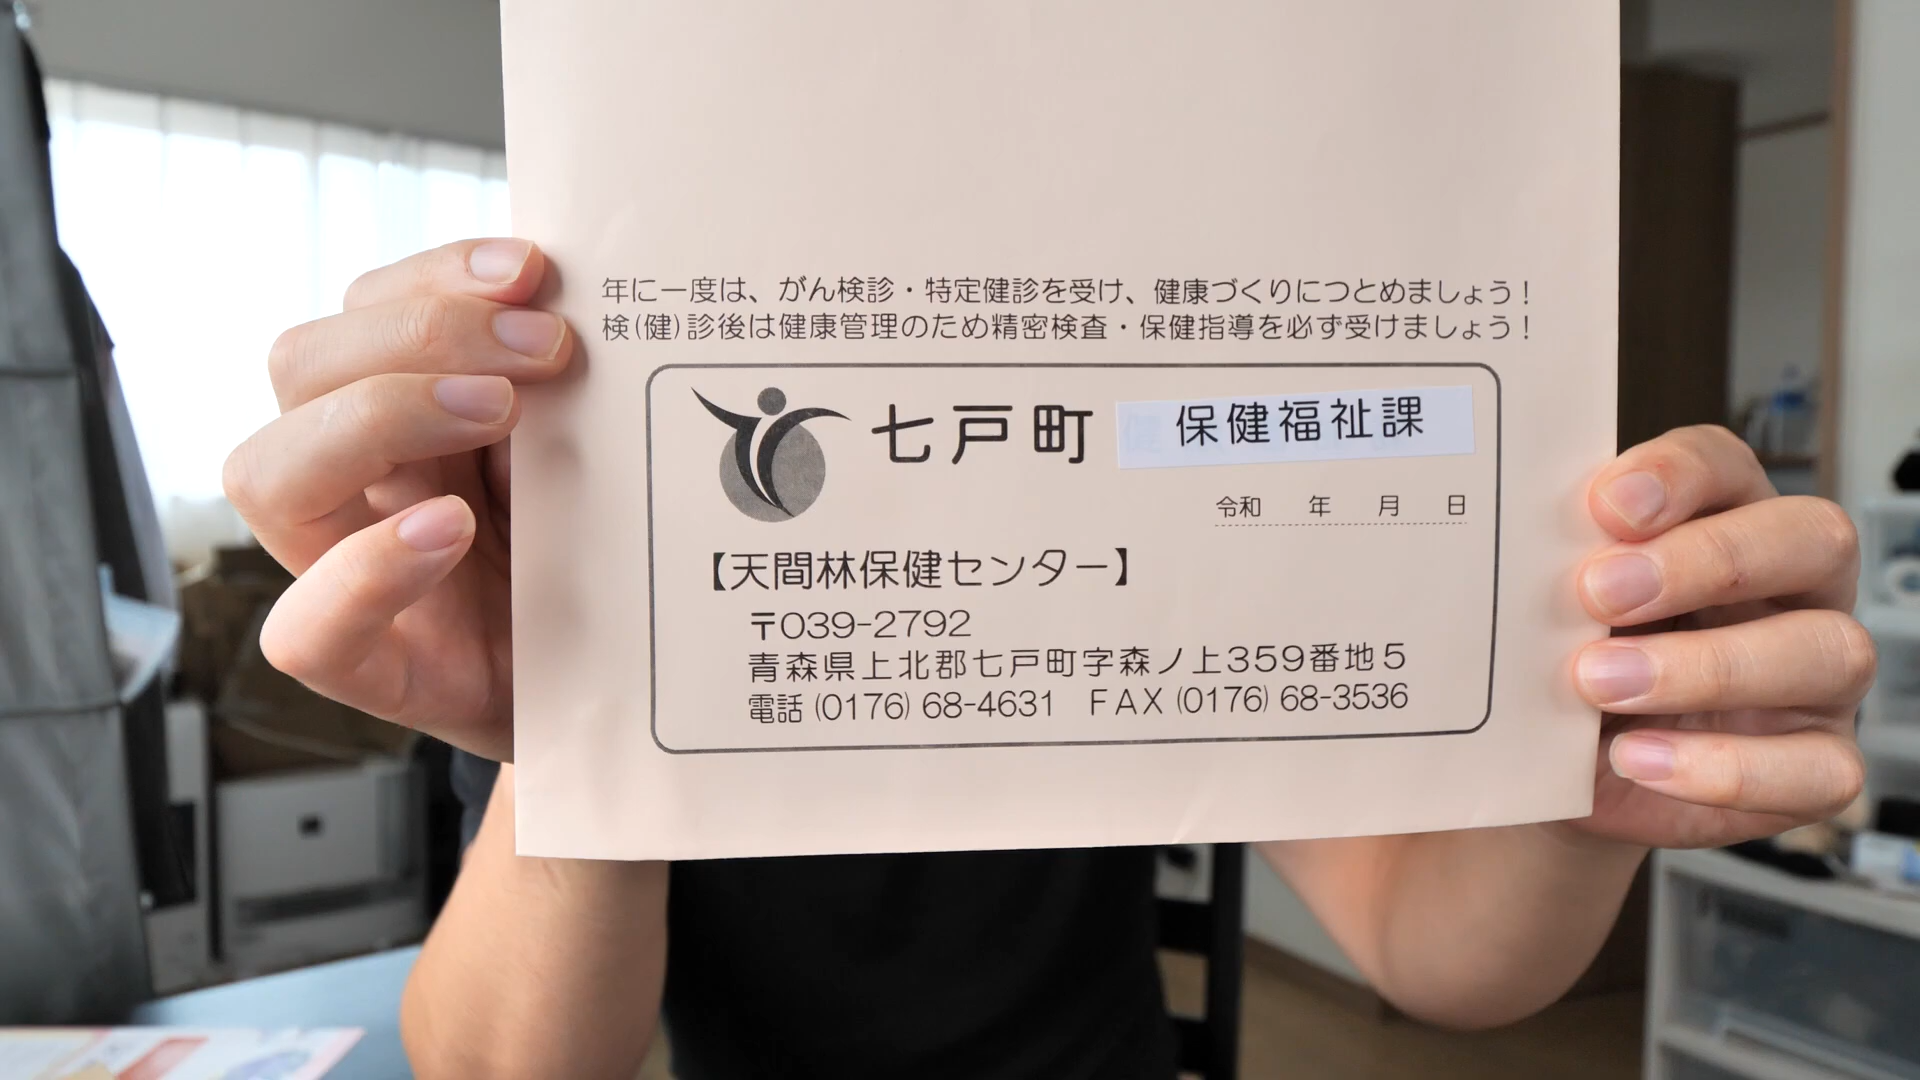 年に一度は、がん検診・特定健診を受け、健康づくりにつとめましょう！
検(健)診後は健康管理のため精密検査・保健指導を必ず受けましょう！
七戸町 保健福祉課
令和 年 月 日
【天間林保健センター】
〒039-2792
青森県上北郡七戸町字森ノ上359番地5
電話 (0176) 68-4631 FAX (0176) 68-3536